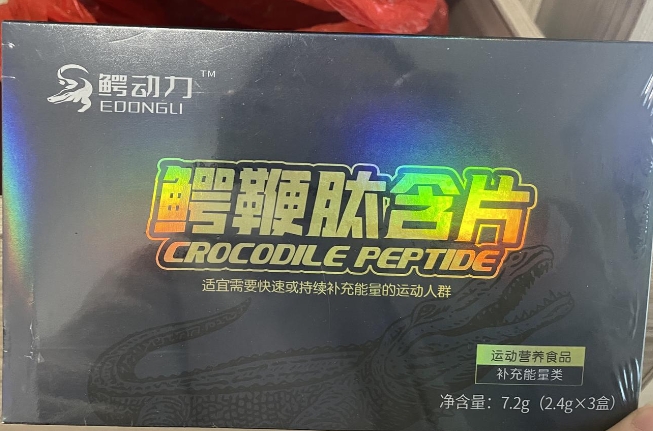 鳄动力™
EDONGLI
鳄鞭肽含片
CROCODILE PEPTIDE
适宜需要快速或持续补充能量的运动人群
运动营养食品
补充能量类
净含量：7.2g（2.4g×3盒）